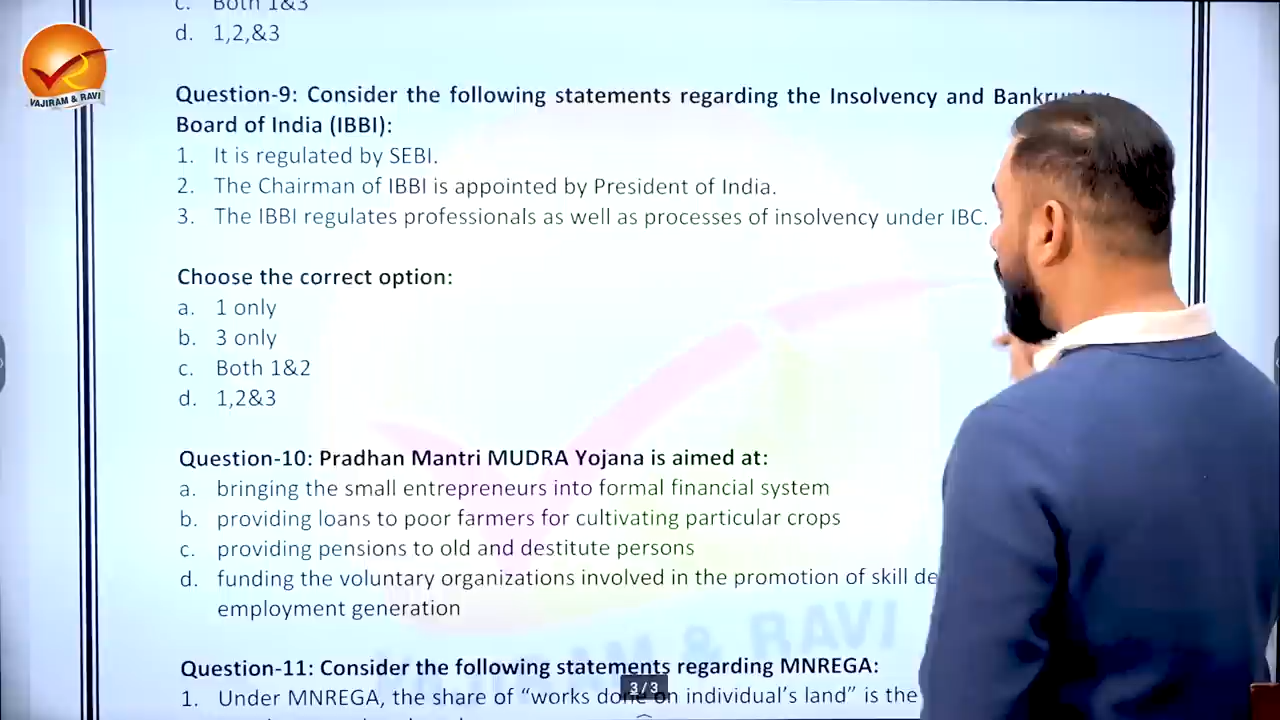 c. Both 1&3
d. 1,2,&3
VAJIRAM & RAVI
Question-9: Consider the following statements regarding the Insolvency and
Board of India (IBBI):
1. It is regulated by SEBI.
2. The Chairman of IBBI is appointed by President of India.
3. The IBBI regulates professionals as well as processes of insolvency under IBC.
Choose the correct option:
a. 1 only
b. 3 only
c. Both 1&2
d. 1,2&3
Question-10: Pradhan Mantri MUDRA Yojana is aimed at:
a. bringing the small entrepreneurs into formal financial system
b. providing loans to poor farmers for cultivating particular crops
c. providing pensions to old and destitute persons
d. funding the voluntary organizations involved in the promotion of skill
employment generation
VAJIRAM & RAVI
Question-11: Consider the following statements regarding MNREGA:
3/3
1. Under MNREGA, the share of “works done on individual’s land” is the